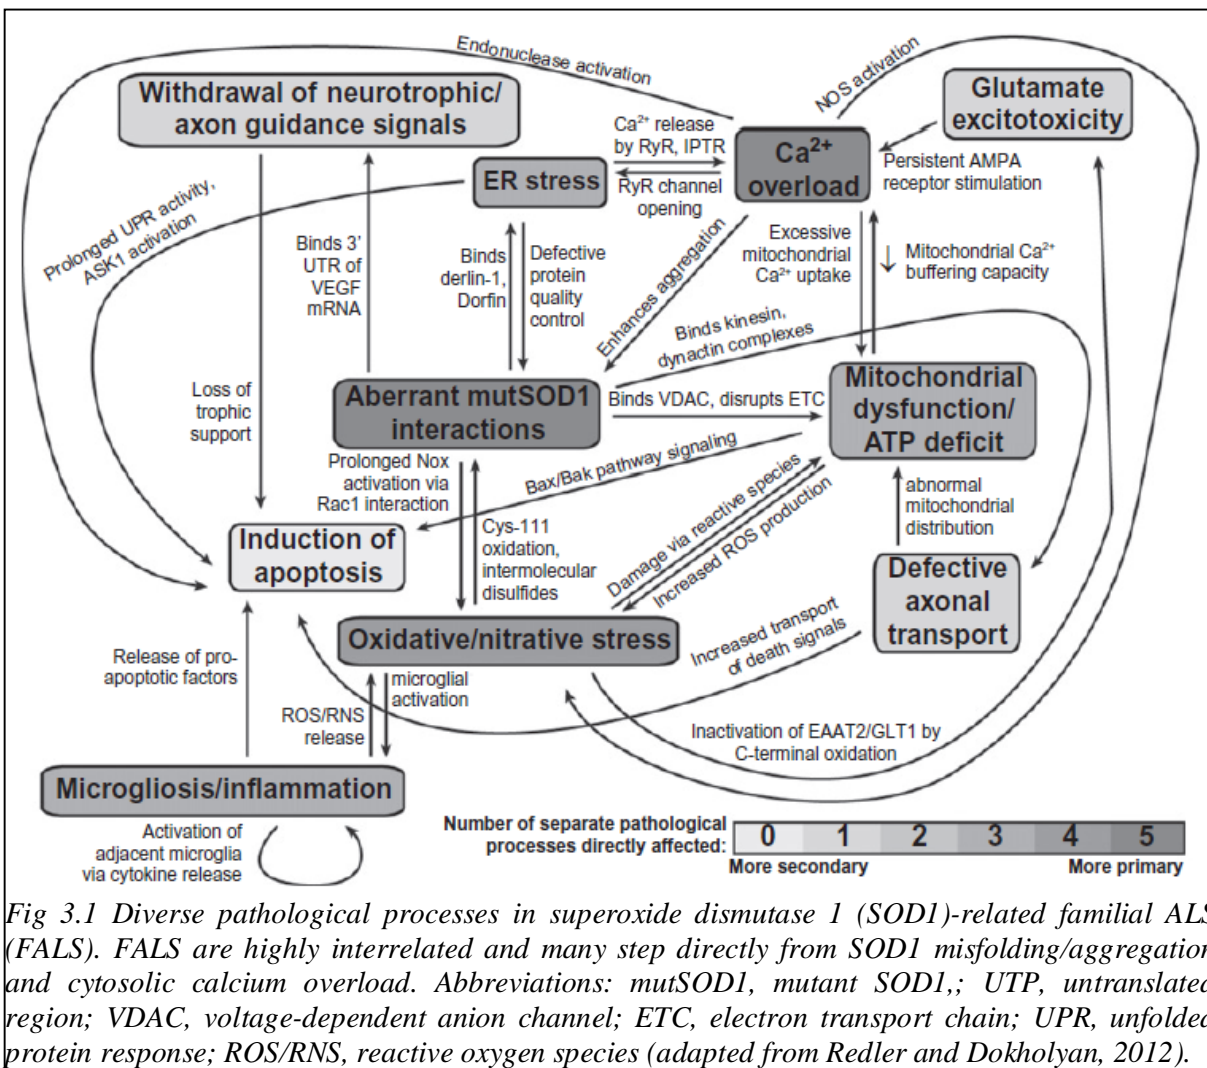 Endonuclease activation
NOS activation
Withdrawal of neurotrophic/
axon guidance signals
Glutamate
excitotoxicity
Ca²⁺ release
by RyR, IPTR
Ca²⁺
overload
Persistent AMPA
receptor stimulation
ER stress
RyR channel
opening
Prolonged UPR activity,
ASK1 activation
Binds 3’
UTR of
VEGF
mRNA
Binds
derlin-1,
Dorfin
Defective
protein
quality
control
Enhances aggregation
Excessive
mitochondrial
Ca²⁺ uptake
↓ Mitochondrial Ca²⁺
buffering capacity
Binds kinesin,
dynactin complexes
Loss of
trophic
support
Aberrant mutSOD1
interactions
Binds VDAC, disrupts ETC
Mitochondrial
dysfunction/
ATP deficit
Prolonged Nox
activation via
Rac1 interaction
Bax/Bak pathway signaling
abnormal
mitochondrial
distribution
Induction of
apoptosis
Cys-111
oxidation,
intermolecular
disulfides
Damage via reactive species
Increased ROS production
Defective
axonal
transport
Oxidative/nitrative stress
Increased transport
of death signals
Release of pro-
apoptotic factors
microglial
activation
ROS/RNS
release
Inactivation of EAAT2/GLT1 by
C-terminal oxidation
Microgliosis/inflammation
Activation of
adjacent microglia
via cytokine release
Number of separate pathological
processes directly affected:
0 1 2 3 4 5
More secondary More primary
Fig 3.1 Diverse pathological processes in superoxide dismutase 1 (SOD1)-related familial ALS
(FALS). FALS are highly interrelated and many step directly from SOD1 misfolding/aggregation
and cytosolic calcium overload. Abbreviations: mutSOD1, mutant SOD1,; UTP, untranslated
region; VDAC, voltage-dependent anion channel; ETC, electron transport chain; UPR, unfolded
protein response; ROS/RNS, reactive oxygen species (adapted from Redler and Dokholyan, 2012).